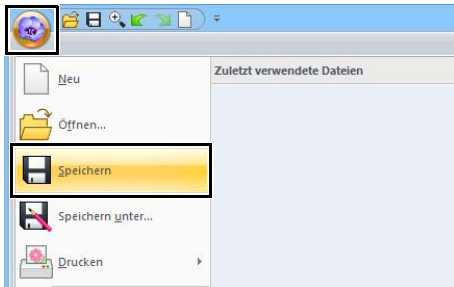 Neu
Zuletzt verwendete Dateien
Öffnen...
Speichern
Speichern unter...
Drucken